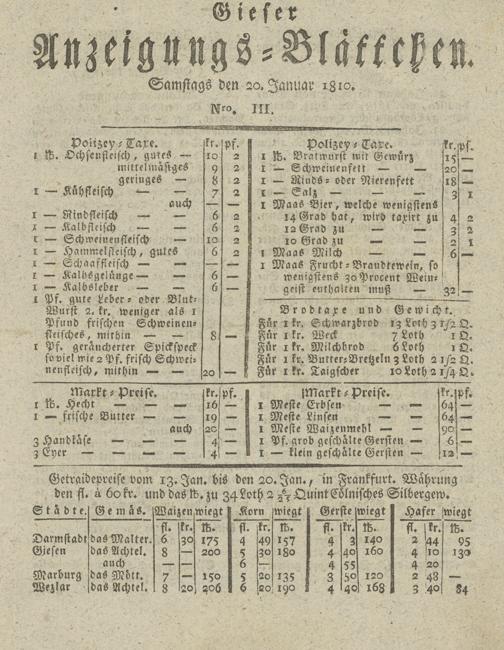 Gieser
Anzeigungs-Blättchen.
Samstags den 20. Januar 1810.
Nro. III.
Polizey-Taxe. kr. pf.
1 ℔. Ochsenfleisch, gutes — 10 2
mittelmäsiges 9 2
geringes — 8 2
1 — Kühfleisch — 7 2
auch — —
1 — Rindfleisch — 6 2
1 — Kalbfleisch — 6 2
1 — Schweinenfleisch — 10 2
1 — Hammelfleisch, gutes 6 2
1 — Schaaffleisch — — —
1 — Kalbsgelänge — 6 —
1 — Kalbsleber — 6 —
1 Pf. gute Leber- oder Blut-
Wurst 2 kr. weniger als 1
Pfund frischen Schweinen-
fleisches, mithin — 8 —
1 Pf. geräucherter Spickspeck
soviel wie 2 Pf. frisch Schwei-
nenfleisch, mithin — — 20 —
Polizey-Taxe. kr. pf.
1 ℔. Bratwurst mit Gewürz 15 —
1 — Schweinenfett — — 20 —
1 — Rinds- oder Nierenfett 18 —
1 — Salz — — — 3 1
1 Maas Bier, welche wenigstens
14 Grad hat, wird taxirt zu 4 2
12 Grad zu — — 3 2
10 Grad zu — — 2 1
1 Maas Milch — — 6 —
1 Maas Frucht-Brandtewein, so
wenigstens 30 Procent Wein-
geist enthalten muß — 32 —
Brodtaxe und Gewicht.
Für 1 kr. Schwarzbrod 13 Loth 3 1/2 Q.
Für 1 kr. Weck 7 Loth 1 Q.
Für 1 kr. Milchbrod 6 Loth 1 Q.
Für 1 kr. Butter-Bretzeln 3 Loth 2 1/2 Q.
Für 1 kr. Taigscher 10 Loth 2 1/4 Q.
Markt-Preise. kr. pf.
1 ℔. Hecht — — 16 —
1 — frische Butter — — 19 —
auch 20 —
3 Handkäse — — — 4 —
3 Eyer — — — 4 —
Markt-Preise. kr. pf.
1 Meste Erbsen — — 64 —
1 Meste Linsen — — 64 —
1 Meste Waizenmehl — — 90 —
1 Pf. grob geschälte Gersten — 6 —
1 — klein geschälte Gersten — 12 —
Getraidepreise vom 13. Jan. bis den 20. Jan., in Frankfurt. Währung
den fl. à 60 kr. und das ℔. zu 34 Loth 2 Quint Cölnisches Silbergew.
Städte. Gemäs. Waizen wiegt Korn wiegt Gerste wiegt Hafer wiegt
fl. kr. ℔. fl. kr. ℔. fl. kr. ℔. fl. kr. ℔.
Darmstadt das Malter. 6 30 175 4 49 157 4 3 140 2 44 95
Giesen das Achtel. 8 — 200 5 30 180 4 40 160 4 10 130
auch — — 6 — 4 55 4 20
Marburg das Mött. 7 — 150 5 20 135 3 50 120 2 48 —
Wezlar das Achtel. 8 20 206 6 20 190 4 40 168 3 40 84